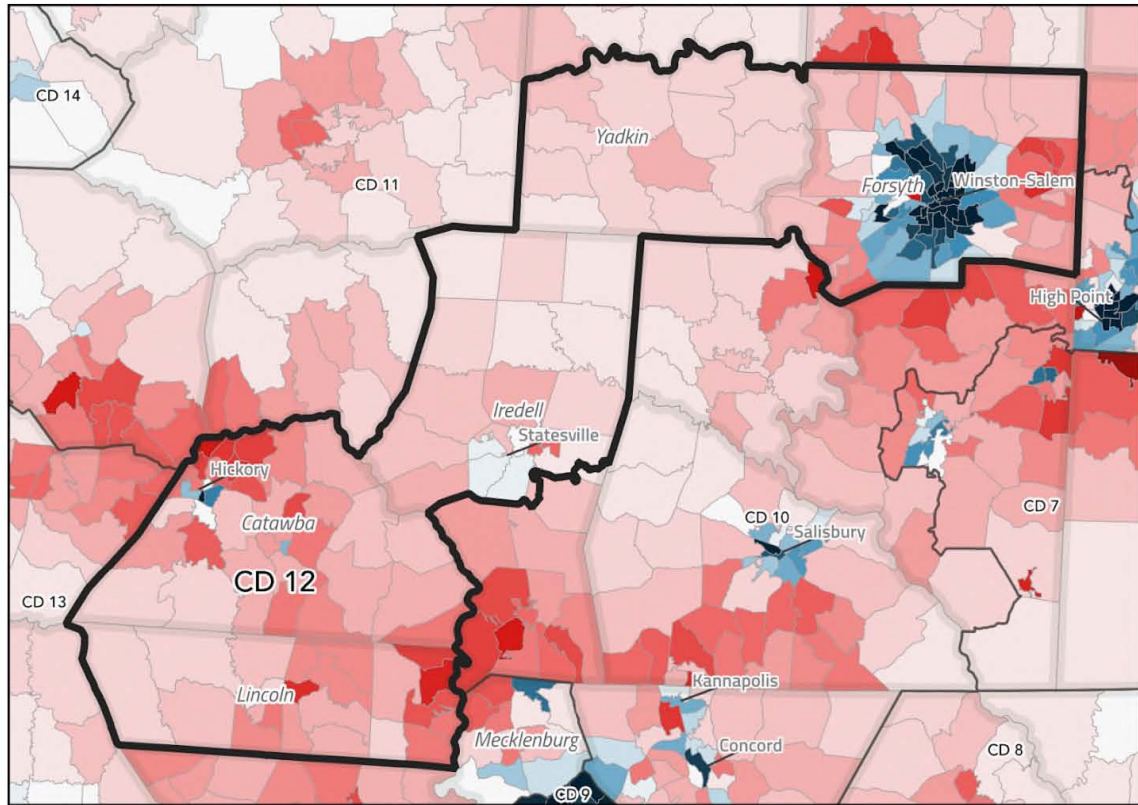 CD 14
Yadkin
CD 11
Forsyth
Winston-Salem
High Point
Iredell
Statesville
Hickory
Catawba
CD 10
Salisbury
CD 7
CD 12
CD 13
Lincoln
Kannapolis
Mecklenburg
Concord
CD 8
CD 9